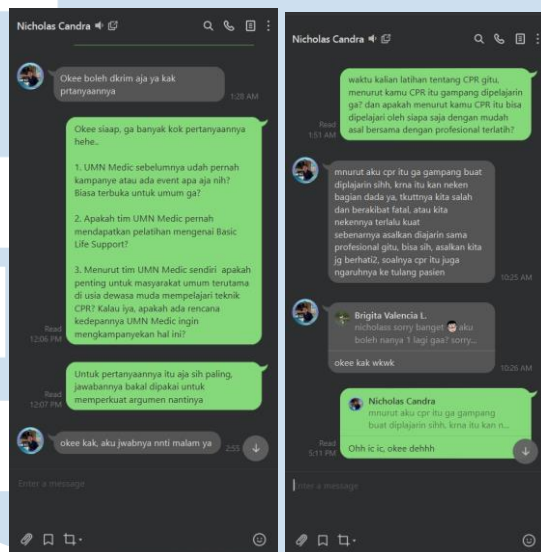 Nicholas Candra
Okee boleh dkrim aja ya kak
prtanyaannya
1:28 AM
Okee siaap, ga banyak kok pertanyaannya
hehe..
1. UMN Medic sebelumnya udah pernah
kampanye atau ada event apa aja nih?
Biasa terbuka untuk umum ga?
2. Apakah tim UMN Medic pernah
mendapatkan pelatihan mengenai Basic
Life Support?
3. Menurut tim UMN Medic sendiri apakah
penting untuk masyarakat umum terutama
di usia dewasa muda mempelajari teknik
CPR? Kalau iya, apakah ada rencana
kedepannya UMN Medic ingin
mengkampanyekan hal ini?
Read
12:06 PM
Untuk pertanyaannya itu aja sih paling,
jawabannya bakal dipakai untuk
memperkuat argumen nantinya
Read
12:07 PM
okee kak, aku jwabnya nnti malam ya
2:55
Enter a message
Nicholas Candra
waktu kalian latihan tentang CPR gitu,
menurut kamu CPR itu gampang dipelajarin
ga? dan apakah menurut kamu CPR itu bisa
dipelajari oleh siapa saja dengan mudah
asal bersama dengan profesional terlatih?
Read
1:51 AM
mnurut aku cpr itu ga gampang buat
diplajarin sihh, krna itu kan neken
bagian dada ya, tkuttnya kita salah
dan berakibat fatal, atau kita
nekennya terlalu kuat
sebenarnya asalkan diajarin sama
profesional gitu, bisa sih, asalkan kita
jg berhati2, soalnya cpr itu juga
ngaruhnya ke tulang pasien
10:25 AM
Brigita Valencia L.
nicholass sorry banget aku
boleh nanya 1 lagi gaa? sorry...
okee kak wkwk
10:26 AM
Nicholas Candra
mnurut aku cpr itu ga gampang
buat diplajarin sihh, krna itu kan n...
Ohh ic ic, okee dehhh
Read
5:11 PM
Enter a message